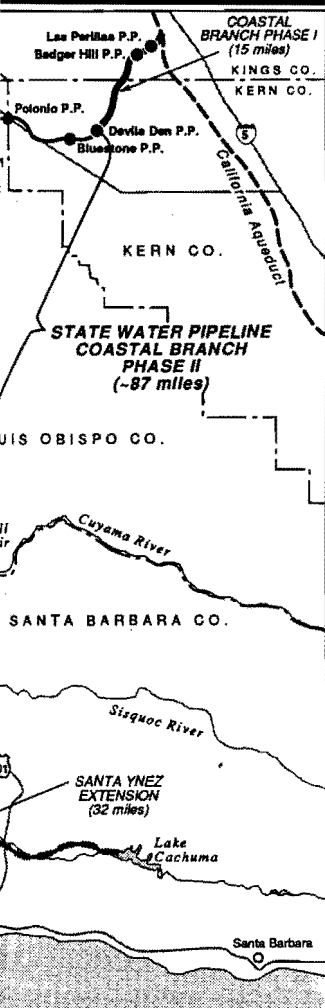 COASTAL
BRANCH PHASE I
(15 miles)
Las Perillas P.P.
Badger Hill P.P.
KINGS CO.
KERN CO.
Polonio P.P.
Devils Den P.P.
Bluestone P.P.
5
California Aqueduct
KERN CO.
STATE WATER PIPELINE
COASTAL BRANCH
PHASE II
(~87 miles)
UIS OBISPO CO.
Cuyama River
ir
SANTA BARBARA CO.
Sisquoc River
01
SANTA YNEZ
EXTENSION
(32 miles)
Lake
Cachuma
Santa Barbara